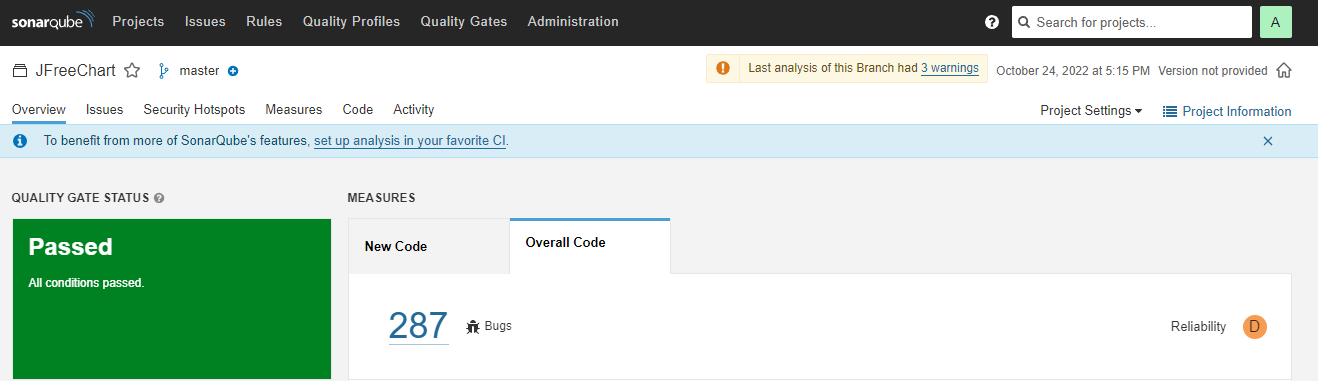 sonarqube Projects Issues Rules Quality Profiles Quality Gates Administration ? Search for projects... A
JFreeChart master Last analysis of this Branch had 3 warnings October 24, 2022 at 5:15 PM Version not provided
Overview Issues Security Hotspots Measures Code Activity Project Settings Project Information
To benefit from more of SonarQube's features, set up analysis in your favorite CI.
QUALITY GATE STATUS ? MEASURES
Passed
All conditions passed.
New Code Overall Code
287 Bugs Reliability D